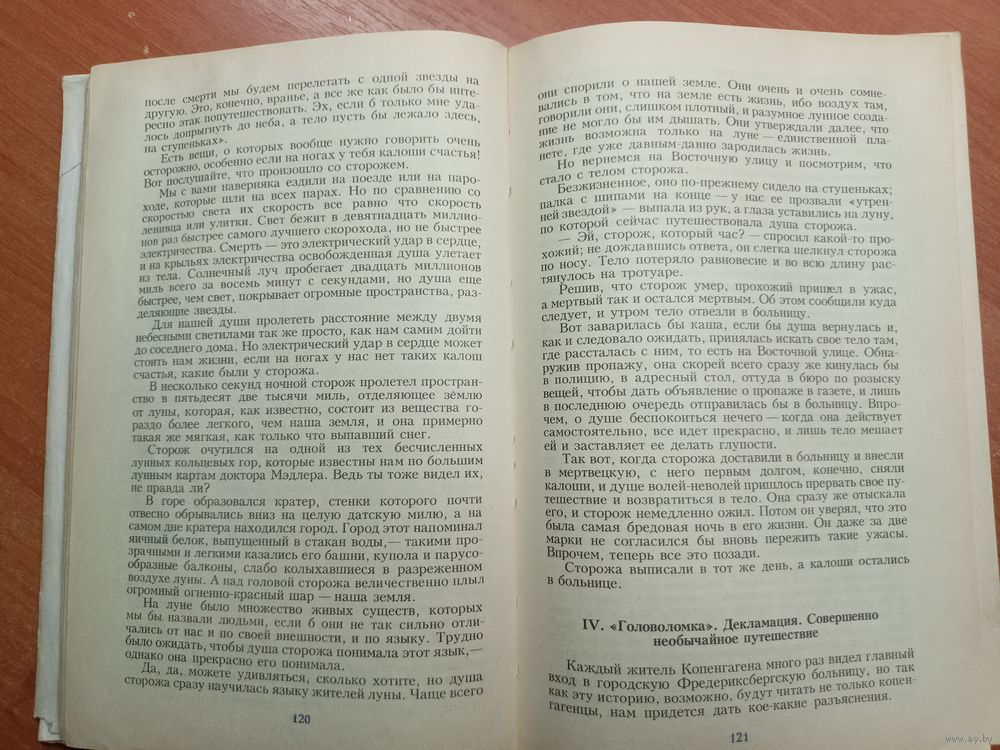 после смерти мы будем перелетать с одной звезды на
другую. Это, конечно, вранье, а все же как было бы инте-
ресно этак попутешествовать. Эх, если б только мне уда-
лось допрыгнуть до неба, а тело пусть бы лежало здесь,
на ступеньках».
Есть вещи, о которых вообще нужно говорить очень
осторожно, особенно если на ногах у тебя калоши счастья!
Вот послушайте, что произошло со сторожем.
Мы с вами наверняка ездили на поезде или на паро-
ходе, которые шли на всех парах. Но по сравнению со
скоростью света их скорость все равно что скорость
ленивца или улитки. Свет бежит в девятнадцать миллио-
нов раз быстрее самого лучшего скорохода, но не быстрее
электричества. Смерть — это электрический удар в сердце,
и на крыльях электричества освобожденная душа улетает
из тела. Солнечный луч пробегает двадцать миллионов
миль всего за восемь минут с секундами, но душа еще
быстрее, чем свет, покрывает огромные пространства, раз-
деляющие звезды.
Для нашей души пролететь расстояние между двумя
небесными светилами так же просто, как нам самим дойти
до соседнего дома. Но электрический удар в сердце может
стоить нам жизни, если на ногах у нас нет таких калош
счастья, какие были у сторожа.
В несколько секунд ночной сторож пролетел простран-
ство в пятьдесят две тысячи миль, отделяющее зе́млю
от луны, которая, как известно, состоит из вещества го-
раздо более легкого, чем наша земля, и она примерно
такая же мягкая, как только что выпавший снег.
Сторож очутился на одной из тех бесчисленных
лунных кольцевых гор, которые известны нам по большим
лунным картам доктора Мэдлера. Ведь ты тоже видел их,
не правда ли?
В горе образовался кратер, стенки которого почти
отвесно обрывались вниз на целую датскую милю, а на
самом дне кратера находился город. Город этот напоминал
яичный белок, выпущенный в стакан воды,— такими про-
зрачными и легкими казались его башни, купола и парусо-
образные балконы, слабо колыхавшиеся в разреженном
воздухе луны. А над головой сторожа величественно плыл
огромный огненно-красный шар — наша земля.
На луне было множество живых существ, которых
мы бы назвали людьми, если б они не так сильно отли-
чались от нас и по своей внешности, и по языку. Трудно
было ожидать, чтобы душа сторожа понимала этот язык,—
однако она прекрасно его понимала.
Да, да, можете удивляться, сколько хотите, но душа
сторожа сразу научилась языку жителей луны. Чаще всего
120
они спорили о нашей земле. Они очень и очень сомне-
вались в том, что на земле есть жизнь, ибо воздух там,
говорили они, слишком плотный, и разумное лунное созда-
ние не могло бы им дышать. Они утверждали далее, что
жизнь возможна только на луне — единственной пла-
нете, где уже давным-давно зародилась жизнь.
Но вернемся на Восточную улицу и посмотрим, что
стало с телом сторожа.
Безжизненное, оно по-прежнему сидело на ступеньках;
палка с шипами на конце — у нас ее прозвали «утрен-
ней звездой» — выпала из рук, а глаза уставились на луну,
по которой сейчас путешествовала душа сторожа.
— Эй, сторож, который час? — спросил какой-то про-
хожий; не дождавшись ответа, он слегка щелкнул сторожа
по носу. Тело потеряло равновесие и во всю длину рас-
тянулось на тротуаре.
Решив, что сторож умер, прохожий пришел в ужас,
а мертвый так и остался мертвым. Об этом сообщили куда
следует, и утром тело отвезли в больницу.
Вот заварилась бы каша, если бы душа вернулась и,
как и следовало ожидать, принялась искать свое тело там,
где рассталась с ним, то есть на Восточной улице. Обна-
ружив пропажу, она скорей всего сразу же кинулась бы
в полицию, в адресный стол, оттуда в бюро по розыску
вещей, чтобы дать объявление о пропаже в газете, и лишь
в последнюю очередь отправилась бы в больницу. Впро-
чем, о душе беспокоиться нечего — когда она действует
самостоятельно, все идет прекрасно, и лишь тело мешает
ей и заставляет ее делать глупости.
Так вот, когда сторожа доставили в больницу и внесли
в мертвецкую, с него первым долгом, конечно, сняли
калоши, и душе волей-неволей пришлось прервать свое пу-
тешествие и возвратиться в тело. Она сразу же отыскала
его, и сторож немедленно ожил. Потом он уверял, что это
была самая бредовая ночь в его жизни. Он даже за две
марки не согласился бы вновь пережить такие ужасы.
Впрочем, теперь все это позади.
Сторожа выписали в тот же день, а калоши остались
в больнице.
IV. «Головоломка». Декламация. Совершенно
необычайное путешествие
Каждый житель Копенгагена много раз видел главный
вход в городскую Фредериксбергскую больницу, но так
как эту историю, возможно, будут читать не только копен-
гагенцы, нам придется дать кое-какие разъяснения.
121
www.ay.by